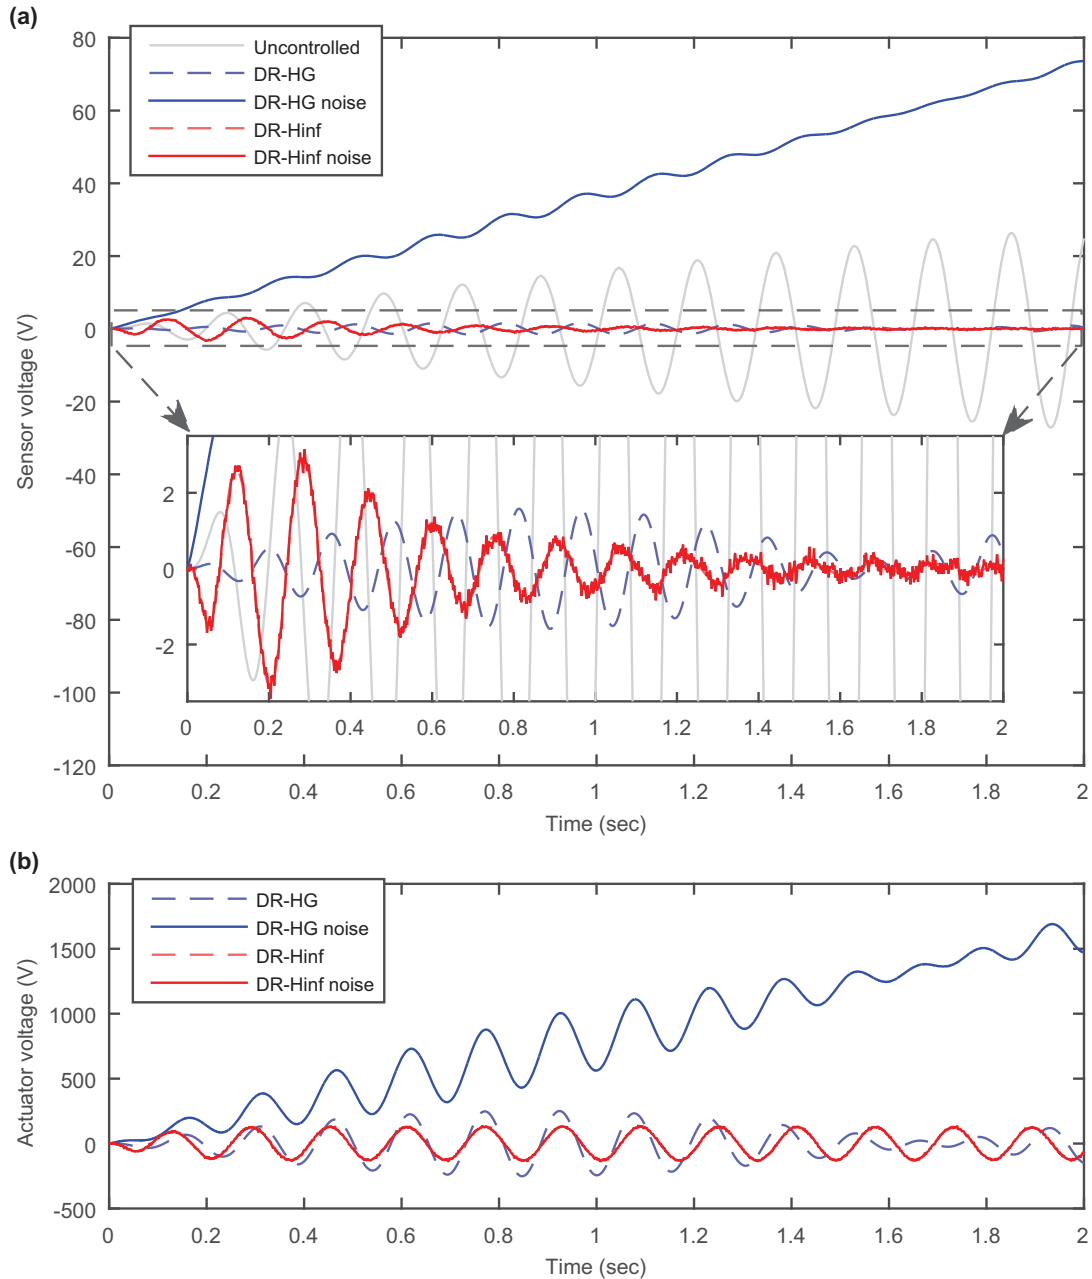 (a)
80
60
40
20
0
-20
-40
-60
-80
-100
-120
Sensor voltage (V)
Uncontrolled
DR-HG
DR-HG noise
DR-Hinf
DR-Hinf noise
2
0
-2
0 0.2 0.4 0.6 0.8 1 1.2 1.4 1.6 1.8 2
0 0.2 0.4 0.6 0.8 1 1.2 1.4 1.6 1.8 2
Time (sec)
(b)
2000
1500
1000
500
0
-500
Actuator voltage (V)
DR-HG
DR-HG noise
DR-Hinf
DR-Hinf noise
0 0.2 0.4 0.6 0.8 1 1.2 1.4 1.6 1.8 2
Time (sec)